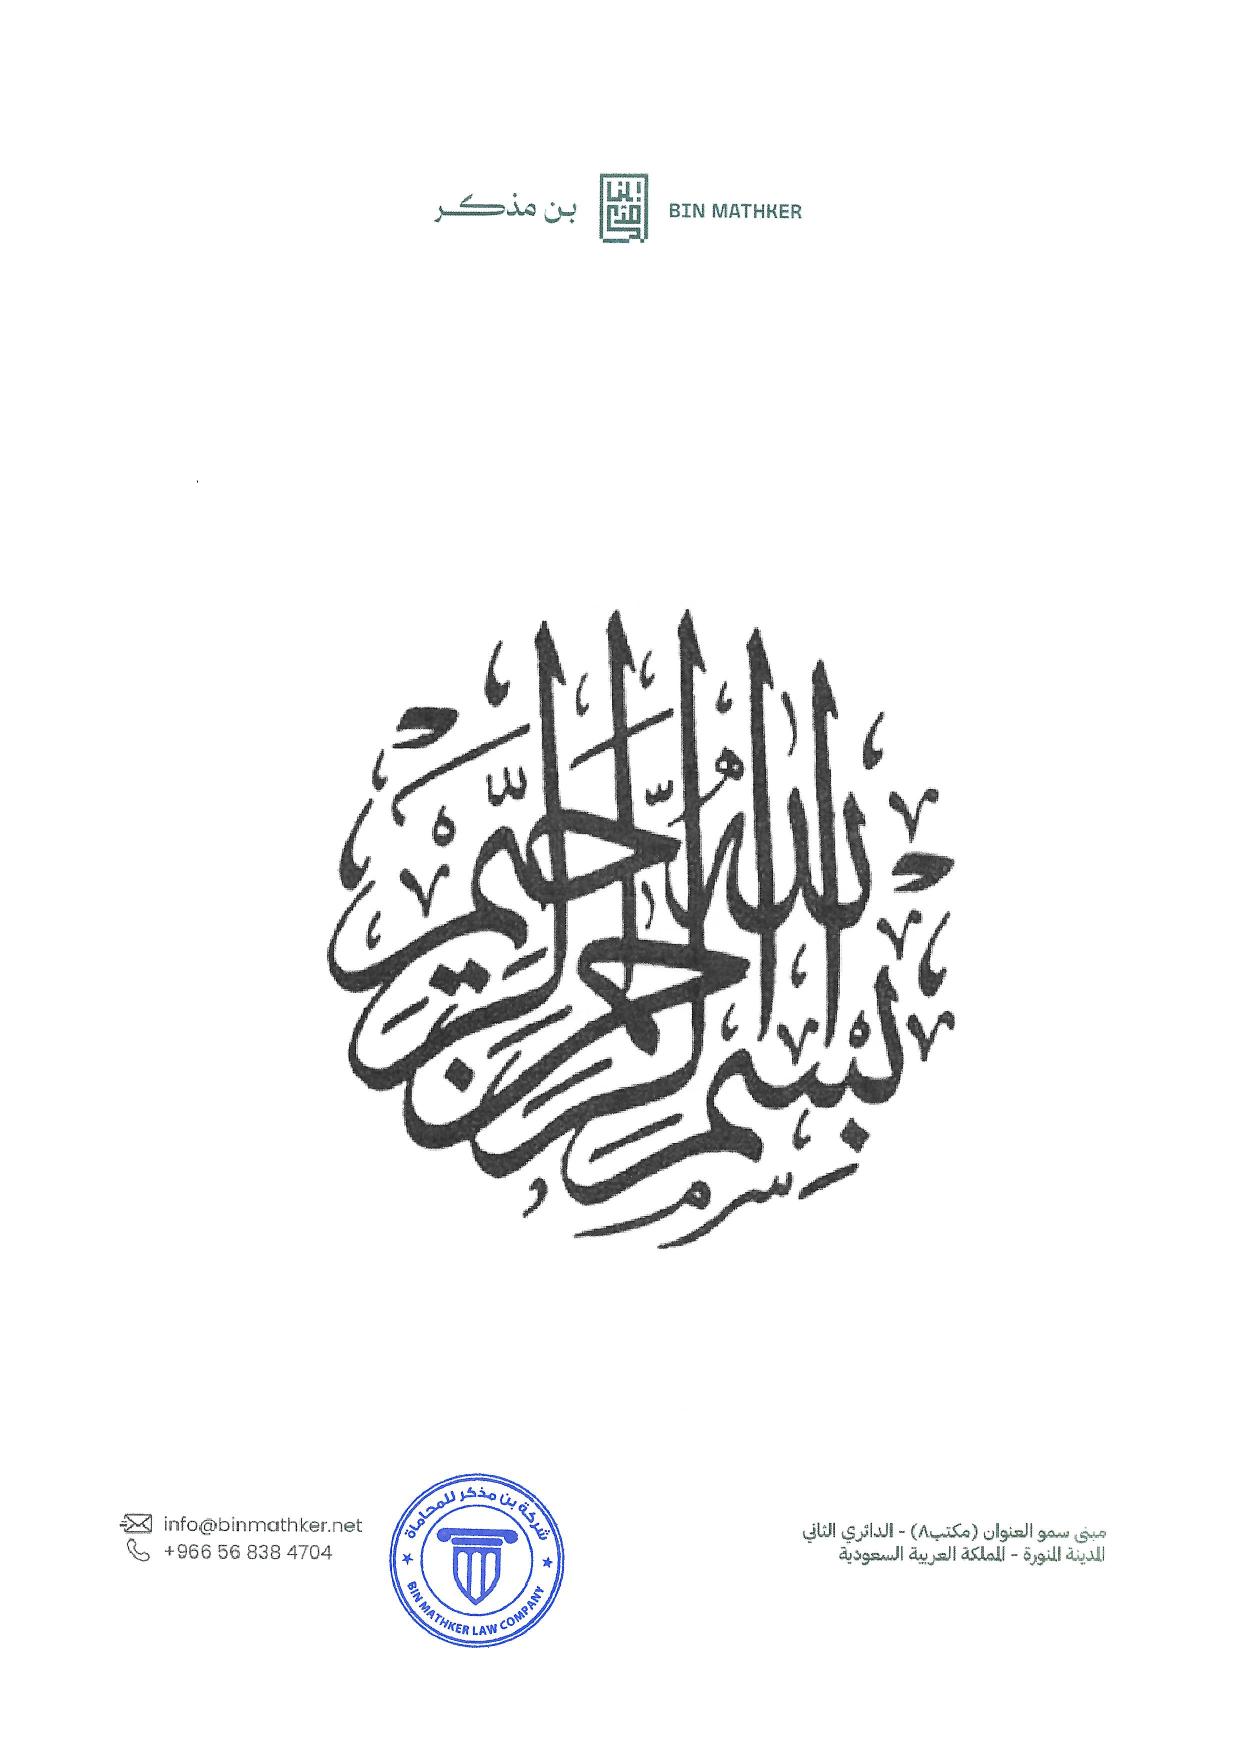 بن مذكر
BIN MATHKER
بسم الله الرحمن الرحيم
info@binmathker.net
+966 56 838 4704
شركة بن مذكر للمحاماة
BIN MATHKER LAW COMPANY
مبنى سمو العنوان (مكتب٨) - الدائري الثاني
المدينة المنورة - المملكة العربية السعودية